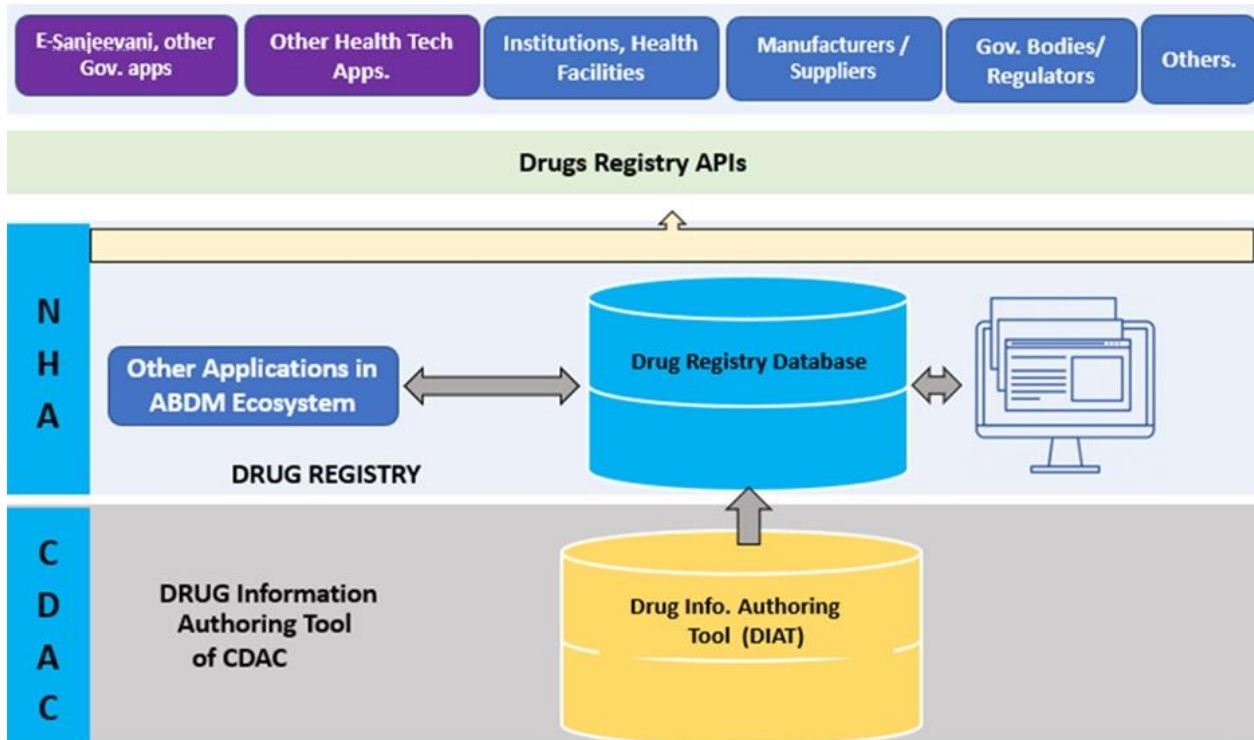 E-Sanjeevani, other
Gov. apps
Other Health Tech
Apps.
Institutions, Health
Facilities
Manufacturers /
Suppliers
Gov. Bodies/
Regulators
Others.
Drugs Registry APIs
N
H
A
Other Applications in
ABDM Ecosystem
Drug Registry Database
DRUG REGISTRY
C
D
A
C
DRUG Information
Authoring Tool
of CDAC
Drug Info. Authoring
Tool (DIAT)